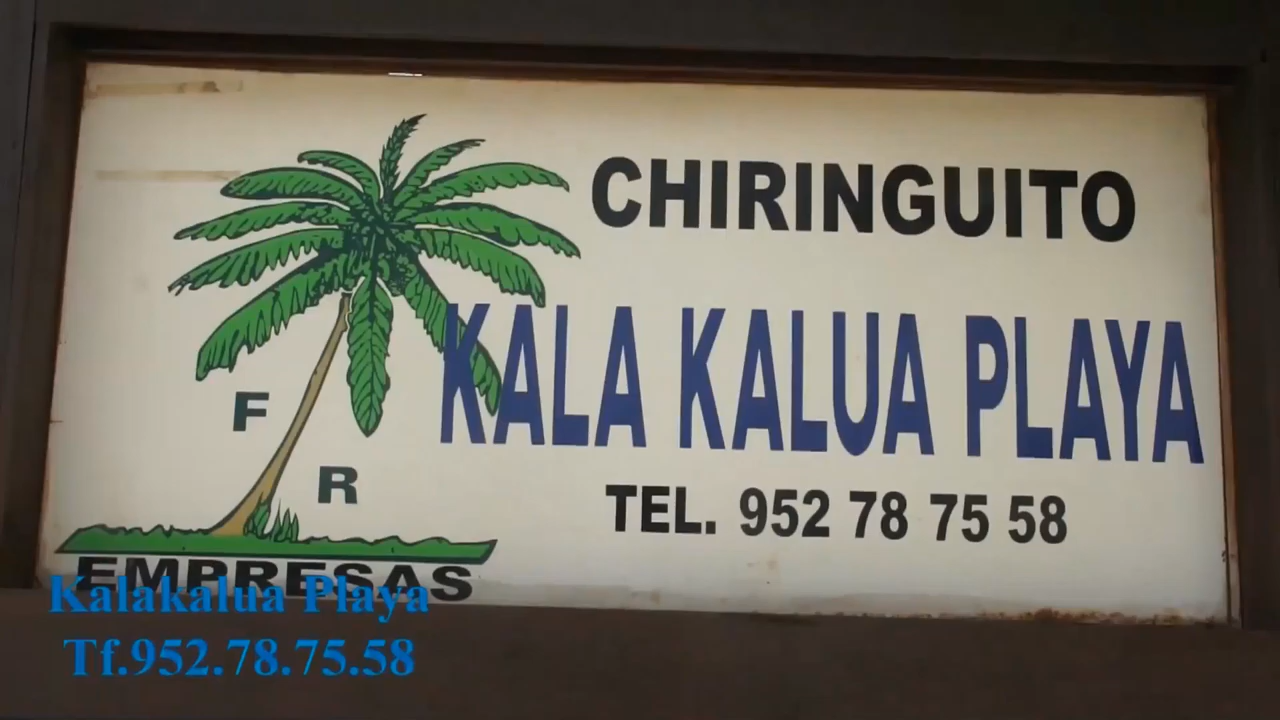 CHIRINGUITO
KALA KALUA PLAYA
TEL. 952 78 75 58
F
R
EMPRESAS
Kalakalua Playa
Tf.952.78.75.58